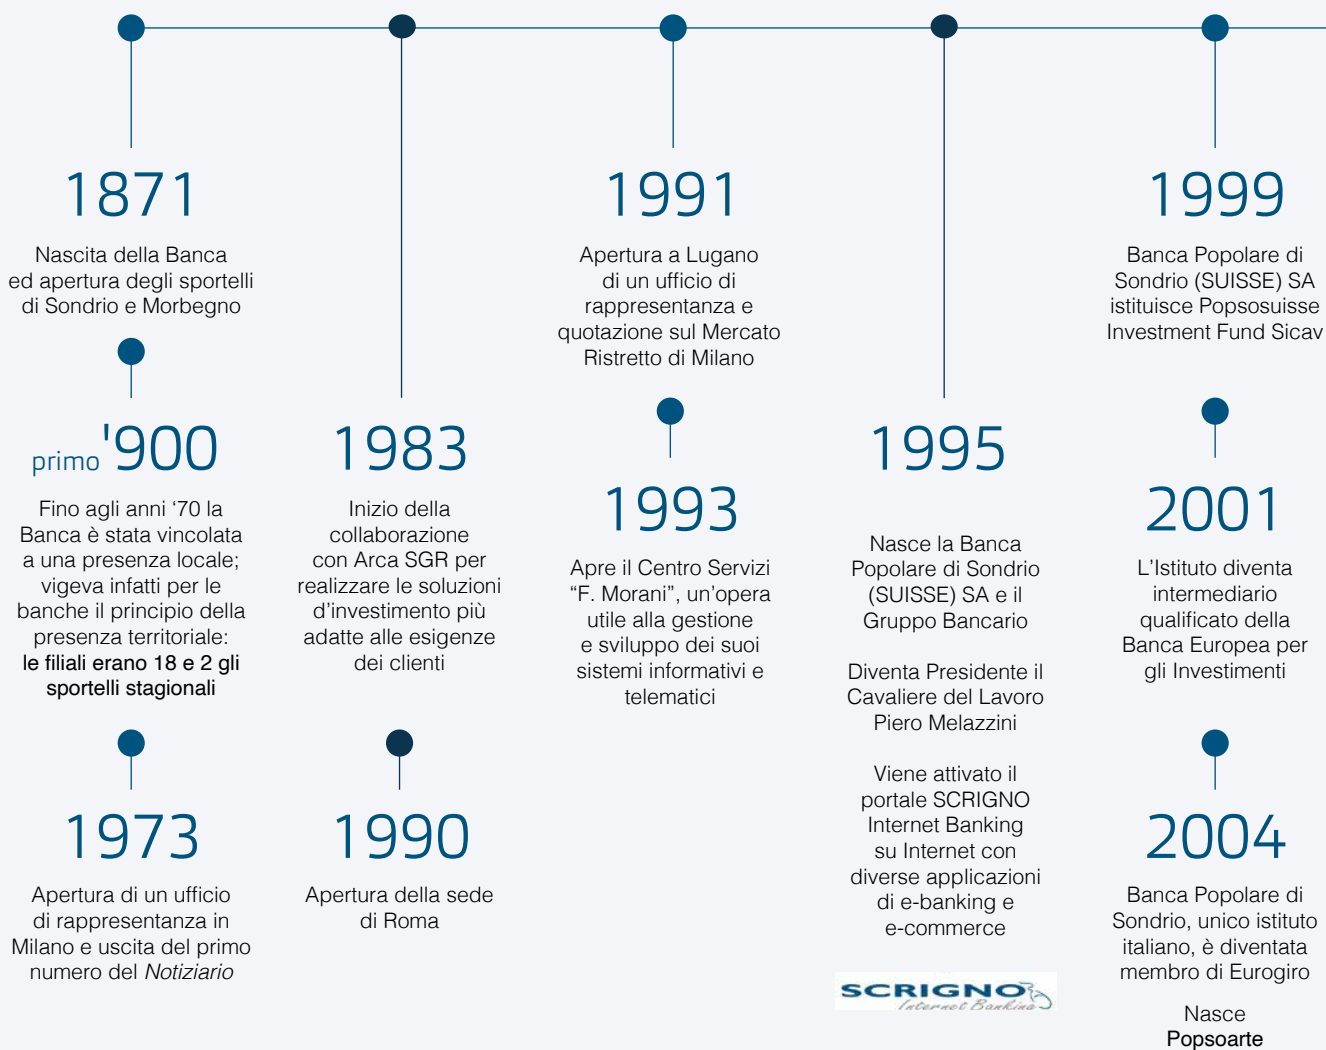 1871
Nascita della Banca
ed apertura degli sportelli
di Sondrio e Morbegno
primo '900
Fino agli anni ‘70 la
Banca è stata vincolata
a una presenza locale;
vigeva infatti per le
banche il principio della
presenza territoriale:
le filiali erano 18 e 2 gli
sportelli stagionali
1973
Apertura di un ufficio
di rappresentanza in
Milano e uscita del primo
numero del Notiziario
1983
Inizio della
collaborazione
con Arca SGR per
realizzare le soluzioni
d’investimento più
adatte alle esigenze
dei clienti
1990
Apertura della sede
di Roma
1991
Apertura a Lugano
di un ufficio di
rappresentanza e
quotazione sul Mercato
Ristretto di Milano
1993
Apre il Centro Servizi
“F. Morani”, un’opera
utile alla gestione
e sviluppo dei suoi
sistemi informativi e
telematici
1995
Nasce la Banca
Popolare di Sondrio
(SUISSE) SA e il
Gruppo Bancario
Diventa Presidente il
Cavaliere del Lavoro
Piero Melazzini
Viene attivato il
portale SCRIGNO
Internet Banking
su Internet con
diverse applicazioni
di e-banking e
e-commerce
SCRIGNO
Internet Banking
1999
Banca Popolare di
Sondrio (SUISSE) SA
istituisce Popsosuisse
Investment Fund Sicav
2001
L’Istituto diventa
intermediario
qualificato della
Banca Europea per
gli Investimenti
2004
Banca Popolare di
Sondrio, unico istituto
italiano, è diventata
membro di Eurogiro
Nasce
Popsoarte